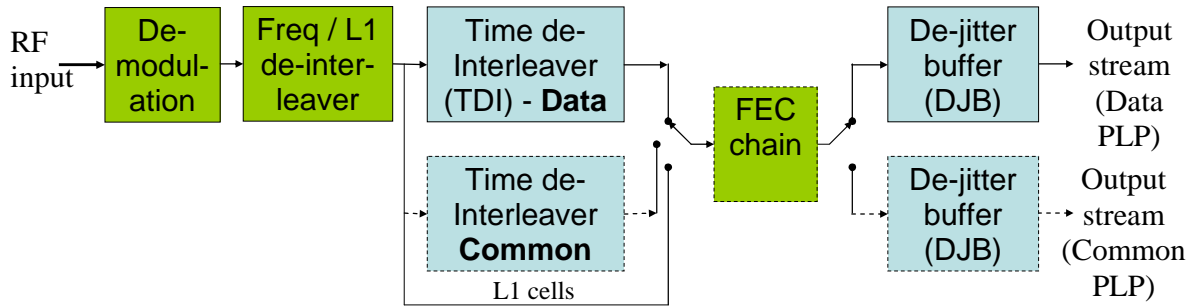 RF
input
De-
modul-
ation
Freq / L1
de-inter-
leaver
Time de-
Interleaver
(TDI) - Data
Time de-
Interleaver
Common
L1 cells
FEC
chain
De-jitter
buffer
(DJB)
Output
stream
(Data
PLP)
De-jitter
buffer
(DJB)
Output
stream
(Common
PLP)